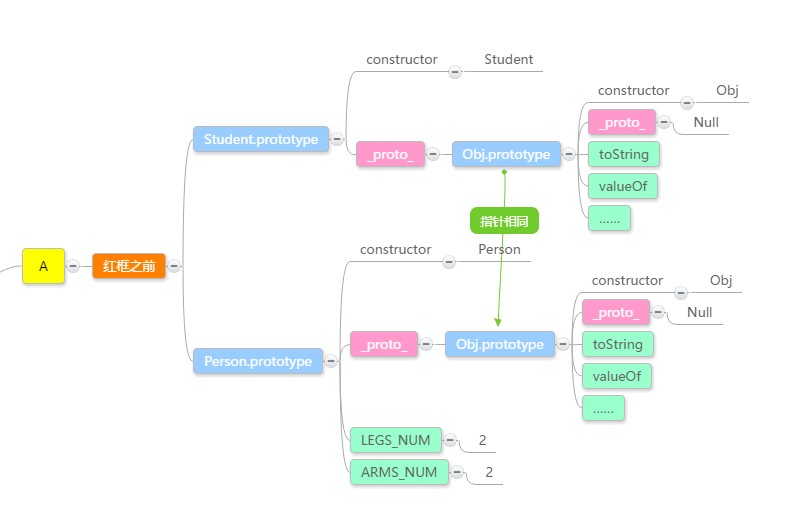 constructor
Student
constructor
Obj
_proto_
Null
Student.prototype
_proto_
Obj.prototype
toString
valueOf
......
指针相同
A
红框之前
constructor
Person
constructor
Obj
_proto_
Null
Person.prototype
_proto_
Obj.prototype
toString
valueOf
......
LEGS_NUM
2
ARMS_NUM
2